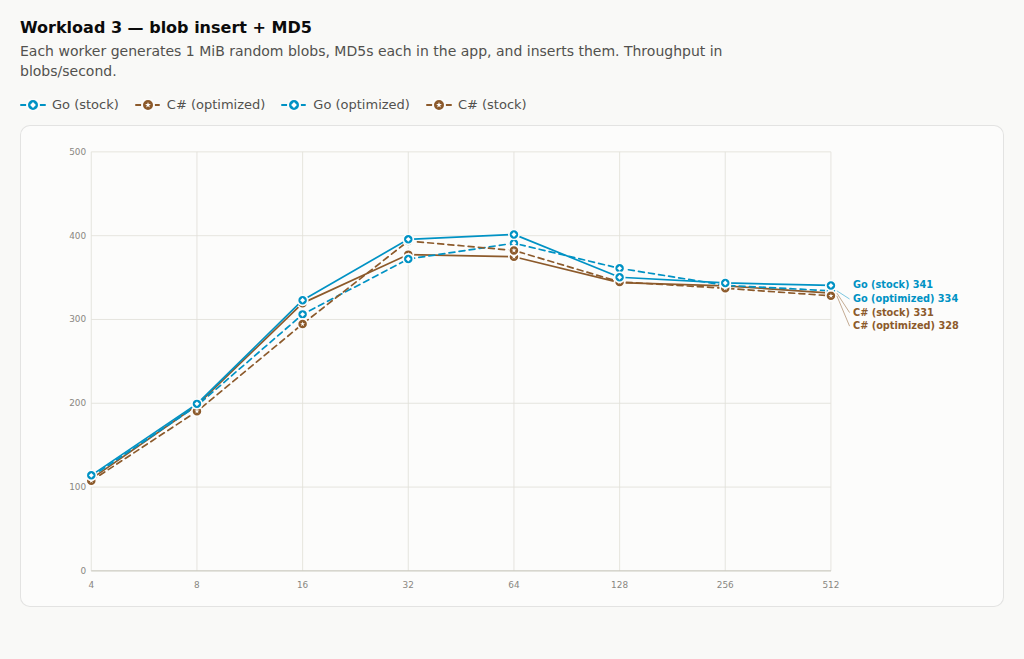 Workload 3 — blob insert + MD5
Each worker generates 1 MiB random blobs, MD5s each in the app, and inserts them. Throughput in
blobs/second.
Go (stock) C# (optimized) Go (optimized) C# (stock)
500
400
300
200
100
0
4 8 16 32 64 128 256 512
Go (stock) 341
Go (optimized) 334
C# (stock) 331
C# (optimized) 328